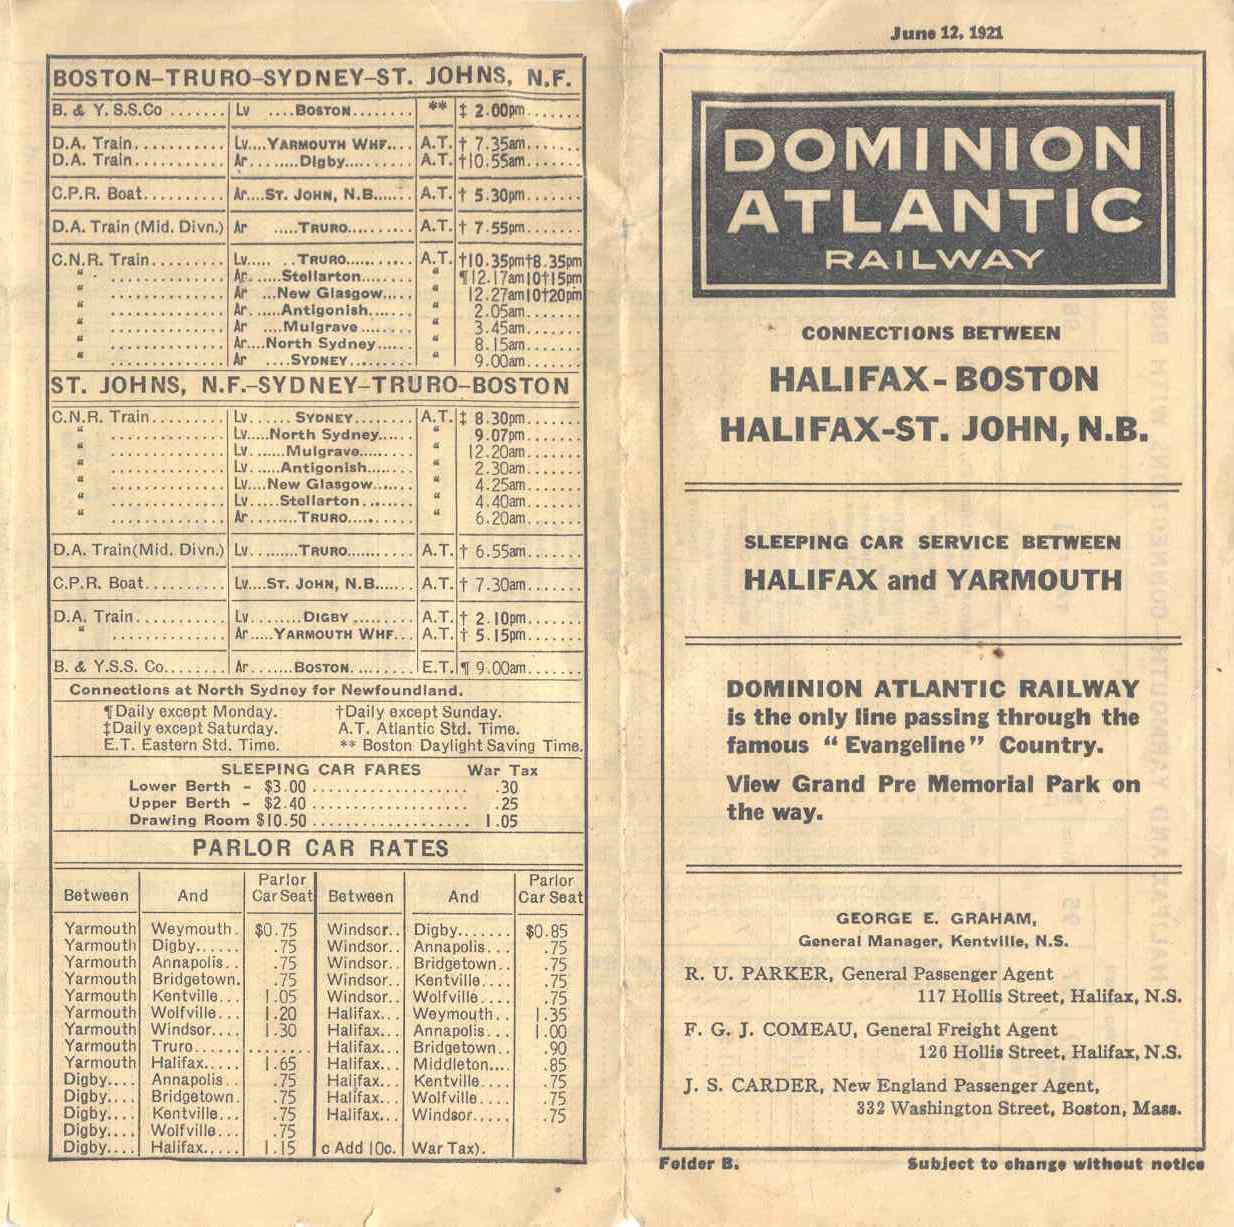 BOSTON-TRURO-SYDNEY-ST. JOHNS, N.F.
B. & Y. S.S.Co ....... Lv ....BOSTON........ ** ‡ 2.00pm.......
D.A. Train........... Lv....YARMOUTH WHF.... A.T. † 7.35am.......
D.A. Train........... Ar........Digby.......... A.T. †10.55am.......
C.P.R. Boat.......... Ar....ST. JOHN, N.B...... A.T. † 5.30pm.......
D.A. Train (Mid. Divn.) Ar .....TRURO.......... A.T. † 7.55pm.......
C.N.R. Train......... Lv..... ..TRURO.......... A.T. †10.35pm†8.35pm
" .............. Ar......Stellarton....... " ¶12.17am10†15pm
" .............. Ar ...New Glasgow..... " 12.27am10†20pm
" .............. Ar......Antigonish....... " 2.05am.......
" .............. Ar .....Mulgrave........ " 3.45am.......
" .............. Ar....North Sydney...... " 8.15am.......
" .............. Ar ....SYDNEY......... " 9.00am.......
ST. JOHNS, N.F.-SYDNEY-TRURO-BOSTON
C.N.R. Train......... Lv...... SYDNEY........ A.T. ‡ 8.30pm.......
" .............. Lv....North Sydney...... " 9.07pm.......
" .............. Lv......Mulgrave......... " 12.20am.......
" .............. Lv......Antigonish....... " 2.30am.......
" .............. Lv....New Glasgow....... " 4.25am.......
" .............. Lv.....Stellarton........ " 4.40am.......
" .............. Ar........TRURO.......... " 6.20am.......
D.A. Train(Mid. Divn.) Lv.........TRURO........... A.T. † 6.55am.......
C.P.R. Boat.......... Lv....ST. JOHN, N.B...... A.T. † 7.30am.......
D.A. Train........... Lv........DIGBY ......... A.T. † 2.10pm.......
" .............. Ar.....YARMOUTH WHF... A.T. † 5.15pm.......
B. & Y.S.S. Co........ Ar.......BOSTON.......... E.T. ¶ 9.00am.......
Connections at North Sydney for Newfoundland.
¶Daily except Monday. †Daily except Sunday.
‡Daily except Saturday. A.T. Atlantic Std. Time.
E.T. Eastern Std. Time. ** Boston Daylight Saving Time.
SLEEPING CAR FARES War Tax
Lower Berth - $3.00 ................... .30
Upper Berth - $2.40 ................... .25
Drawing Room $10.50 ................... 1.05
PARLOR CAR RATES
Between And Parlor Car Seat Between And Parlor Car Seat
Yarmouth Weymouth. $0.75 Windsor.. Digby....... $0.85
Yarmouth Digby...... .75 Windsor.. Annapolis... .75
Yarmouth Annapolis.. .75 Windsor.. Bridgetown.. .75
Yarmouth Bridgetown. .75 Windsor.. Kentville.... .75
Yarmouth Kentville... 1.05 Windsor.. Wolfville.... .75
Yarmouth Wolfville... 1.20 Halifax... Weymouth.. 1.35
Yarmouth Windsor.... 1.30 Halifax... Annapolis... 1.00
Yarmouth Truro...... ........ Halifax... Bridgetown.. .90
Yarmouth Halifax..... 1.65 Halifax... Middleton.... .85
Digby.... Annapolis.. .75 Halifax... Kentville.... .75
Digby.... Bridgetown. .75 Halifax... Wolfville.... .75
Digby.... Kentville... .75 Halifax... Windsor..... .75
Digby.... Wolfville... .75
Digby.... Halifax..... 1.15 c Add 10c. War Tax).
June 12, 1921
DOMINION
ATLANTIC
RAILWAY
CONNECTIONS BETWEEN
HALIFAX-BOSTON
HALIFAX-ST. JOHN, N.B.
SLEEPING CAR SERVICE BETWEEN
HALIFAX and YARMOUTH
DOMINION ATLANTIC RAILWAY
is the only line passing through the
famous "Evangeline" Country.
View Grand Pre Memorial Park on
the way.
GEORGE E. GRAHAM,
General Manager, Kentville, N.S.
R. U. PARKER, General Passenger Agent
117 Hollis Street, Halifax, N.S.
F. G. J. COMEAU, General Freight Agent
126 Hollis Street, Halifax, N.S.
J. S. CARDER, New England Passenger Agent,
332 Washington Street, Boston, Mass.
Folder B. Subject to change without notice